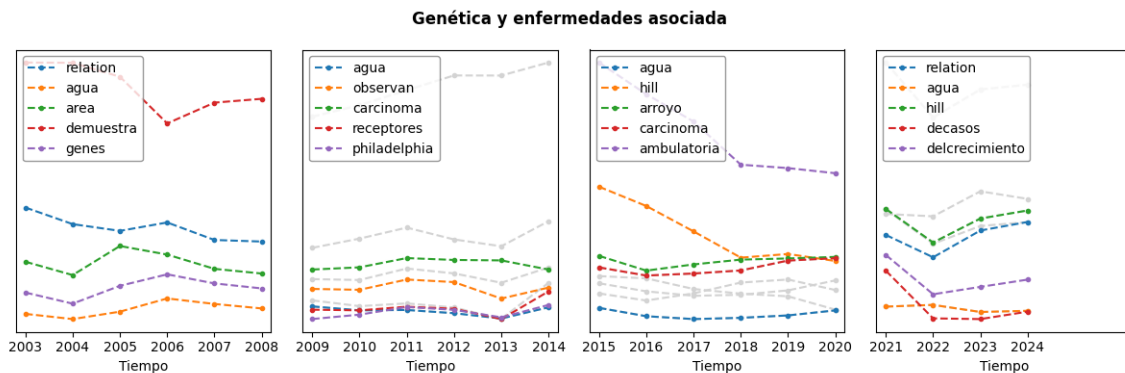 Genética y enfermedades asociada
relation
agua
area
demuestra
genes
2003 2004 2005 2006 2007 2008
Tiempo
agua
observan
carcinoma
receptores
philadelphia
2009 2010 2011 2012 2013 2014
Tiempo
agua
hill
arroyo
carcinoma
ambulatoria
2015 2016 2017 2018 2019 2020
Tiempo
relation
agua
hill
decasos
delcrecimiento
2021 2022 2023 2024
Tiempo